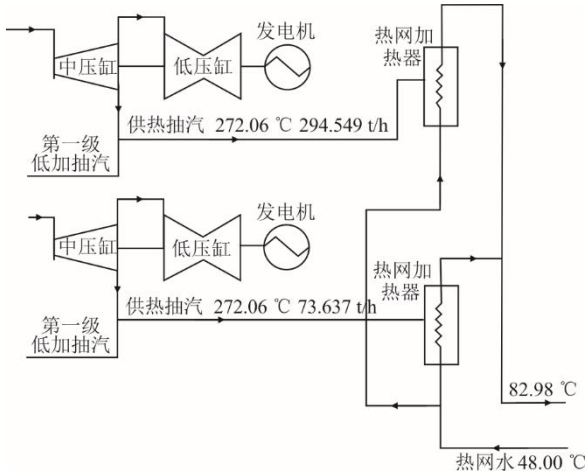 发电机
中压缸
低压缸
热网加
热器
供热抽汽 272.06 ℃ 294.549 t/h
第一级
低加抽汽
发电机
中压缸
低压缸
热网加
热器
供热抽汽 272.06 ℃ 73.637 t/h
第一级
低加抽汽
82.98 ℃
热网水 48.00 ℃